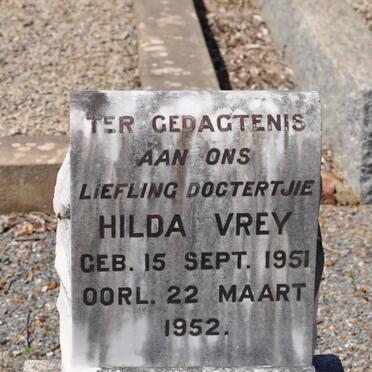 TER GEDAGTENIS
AAN ONS
LIEFLING DOGTERTJIE
HILDA VREY
GEB. 15 SEPT. 1951
OORL. 22 MAART
1952.